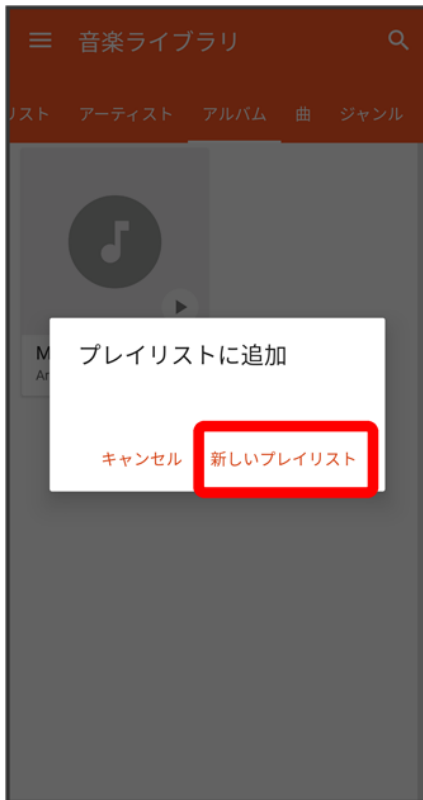 音楽ライブラリ
リスト アーティスト アルバム 曲 ジャンル
プレイリストに追加
キャンセル 新しいプレイリスト